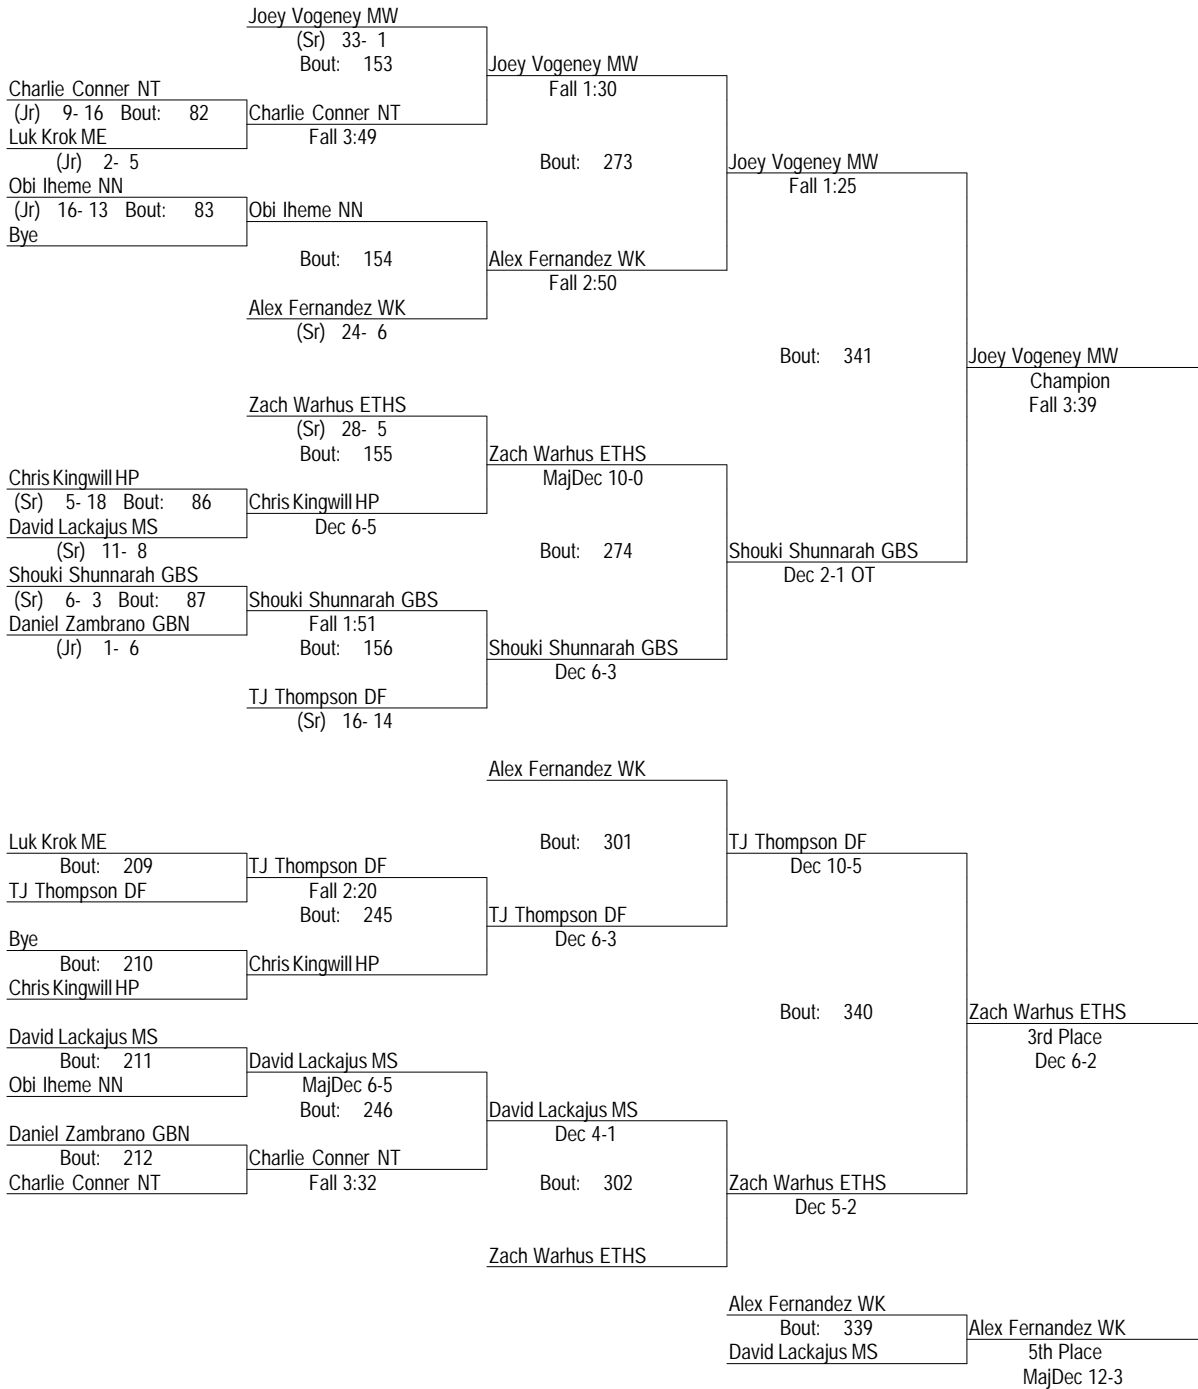 Joey Vogeney MW
(Sr) 33- 1
Bout: 153
Joey Vogeney MW
Fall 1:30
Charlie Conner NT
(Jr) 9- 16 Bout: 82
Charlie Conner NT
Fall 3:49
Luk Krok ME
(Jr) 2- 5
Bout: 273
Joey Vogeney MW
Fall 1:25
Obi Iheme NN
(Jr) 16- 13 Bout: 83
Obi Iheme NN
Bye
Bout: 154
Alex Fernandez WK
Fall 2:50
Alex Fernandez WK
(Sr) 24- 6
Bout: 341
Joey Vogeney MW
Champion
Fall 3:39
Zach Warhus ETHS
(Sr) 28- 5
Bout: 155
Zach Warhus ETHS
MajDec 10-0
Chris Kingwill HP
(Sr) 5- 18 Bout: 86
Chris Kingwill HP
Dec 6-5
David Lackajus MS
(Sr) 11- 8
Bout: 274
Shouki Shunnarah GBS
Dec 2-1 OT
Shouki Shunnarah GBS
(Sr) 6- 3 Bout: 87
Shouki Shunnarah GBS
Fall 1:51
Daniel Zambrano GBN
(Jr) 1- 6
Bout: 156
Shouki Shunnarah GBS
Dec 6-3
TJ Thompson DF
(Sr) 16- 14
Alex Fernandez WK
Bout: 301
TJ Thompson DF
Dec 10-5
Luk Krok ME
Bout: 209
TJ Thompson DF
TJ Thompson DF
Fall 2:20
Bout: 245
TJ Thompson DF
Dec 6-3
Bye
Bout: 210
Chris Kingwill HP
Chris Kingwill HP
Bout: 340
Zach Warhus ETHS
3rd Place
Dec 6-2
David Lackajus MS
Bout: 211
Obi Iheme NN
David Lackajus MS
MajDec 6-5
Bout: 246
David Lackajus MS
Dec 4-1
Daniel Zambrano GBN
Bout: 212
Charlie Conner NT
Charlie Conner NT
Fall 3:32
Bout: 302
Zach Warhus ETHS
Dec 5-2
Zach Warhus ETHS
Alex Fernandez WK
Bout: 339
David Lackajus MS
Alex Fernandez WK
5th Place
MajDec 12-3